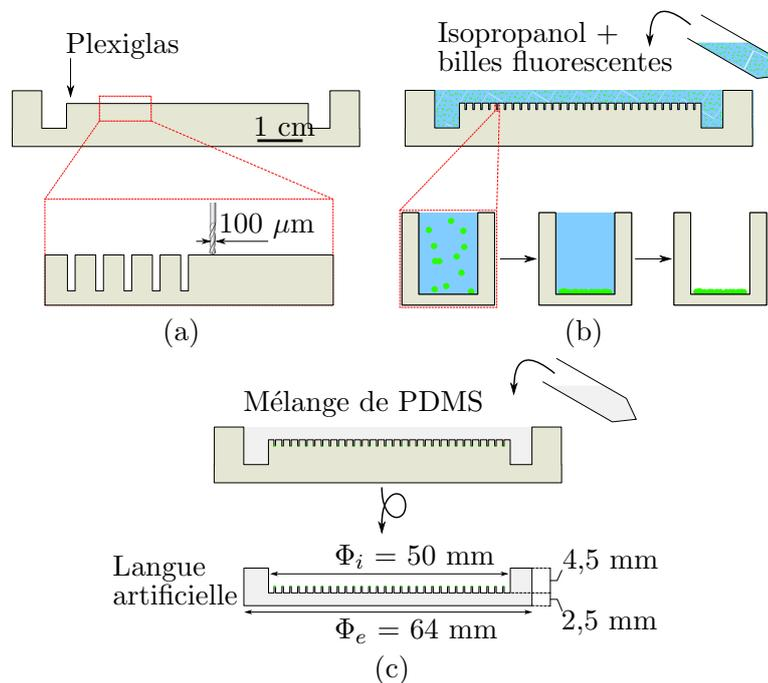 Plexiglas
1 cm
100 μm
(a)
Isopropanol +
billes fluorescentes
(b)
Mélange de PDMS
Langue
artificielle
Φi = 50 mm
Φe = 64 mm
4,5 mm
2,5 mm
(c)